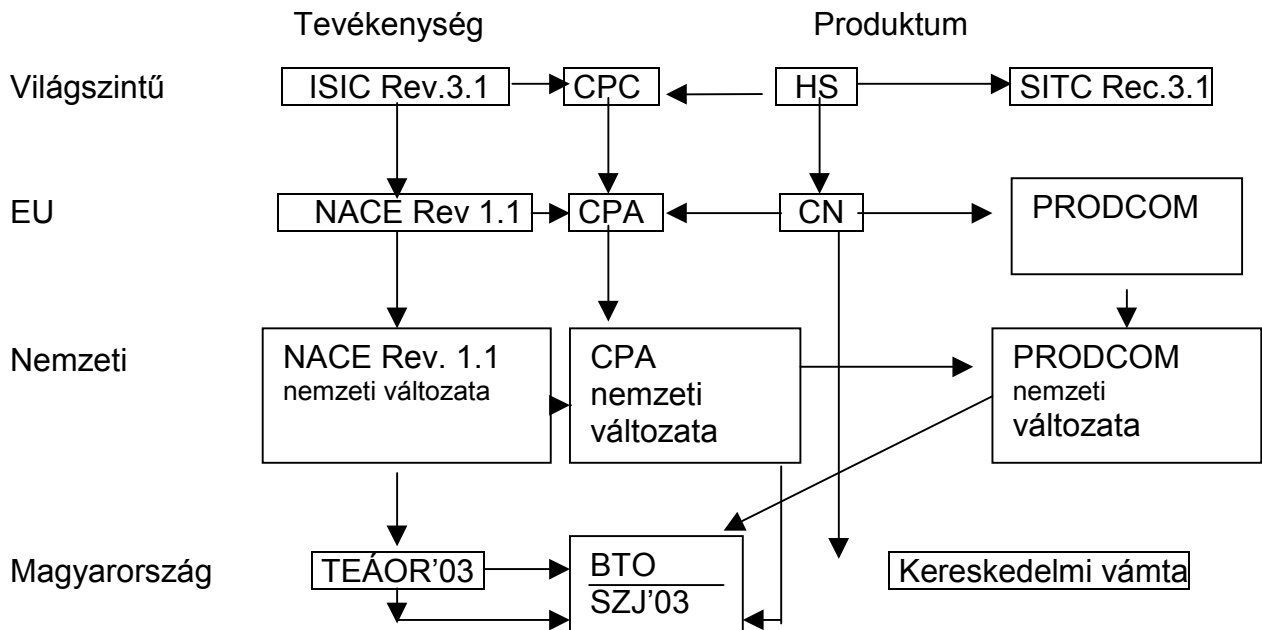 Tevékenység Produktum
Világszintű ISIC Rev.3.1 CPC HS SITC Rec.3.1
EU NACE Rev 1.1 CPA CN PRODCOM
Nemzeti
NACE Rev. 1.1
nemzeti változata
CPA
nemzeti
változata
PRODCOM
nemzeti
változata
Magyarország TEÁOR'03
BTO
SZJ'03
Kereskedelmi vámta